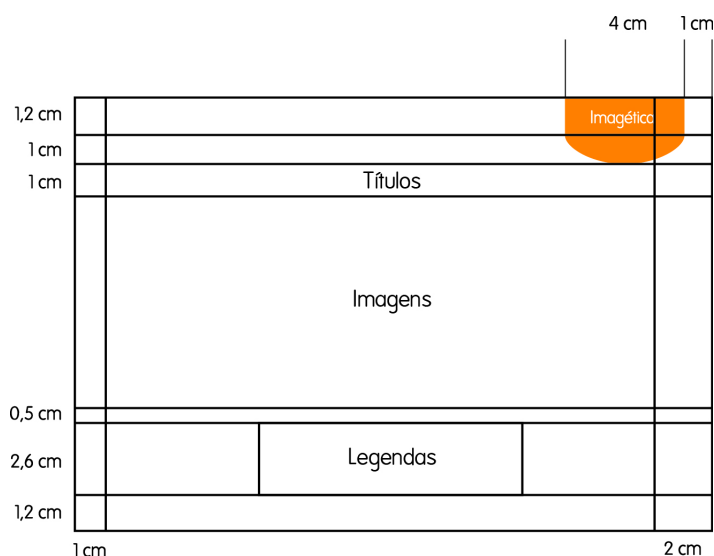 4 cm 1 cm
1,2 cm
Imagético
1 cm
1 cm
Títulos
Imagens
0,5 cm
2,6 cm
Legendas
1,2 cm
1 cm
2 cm